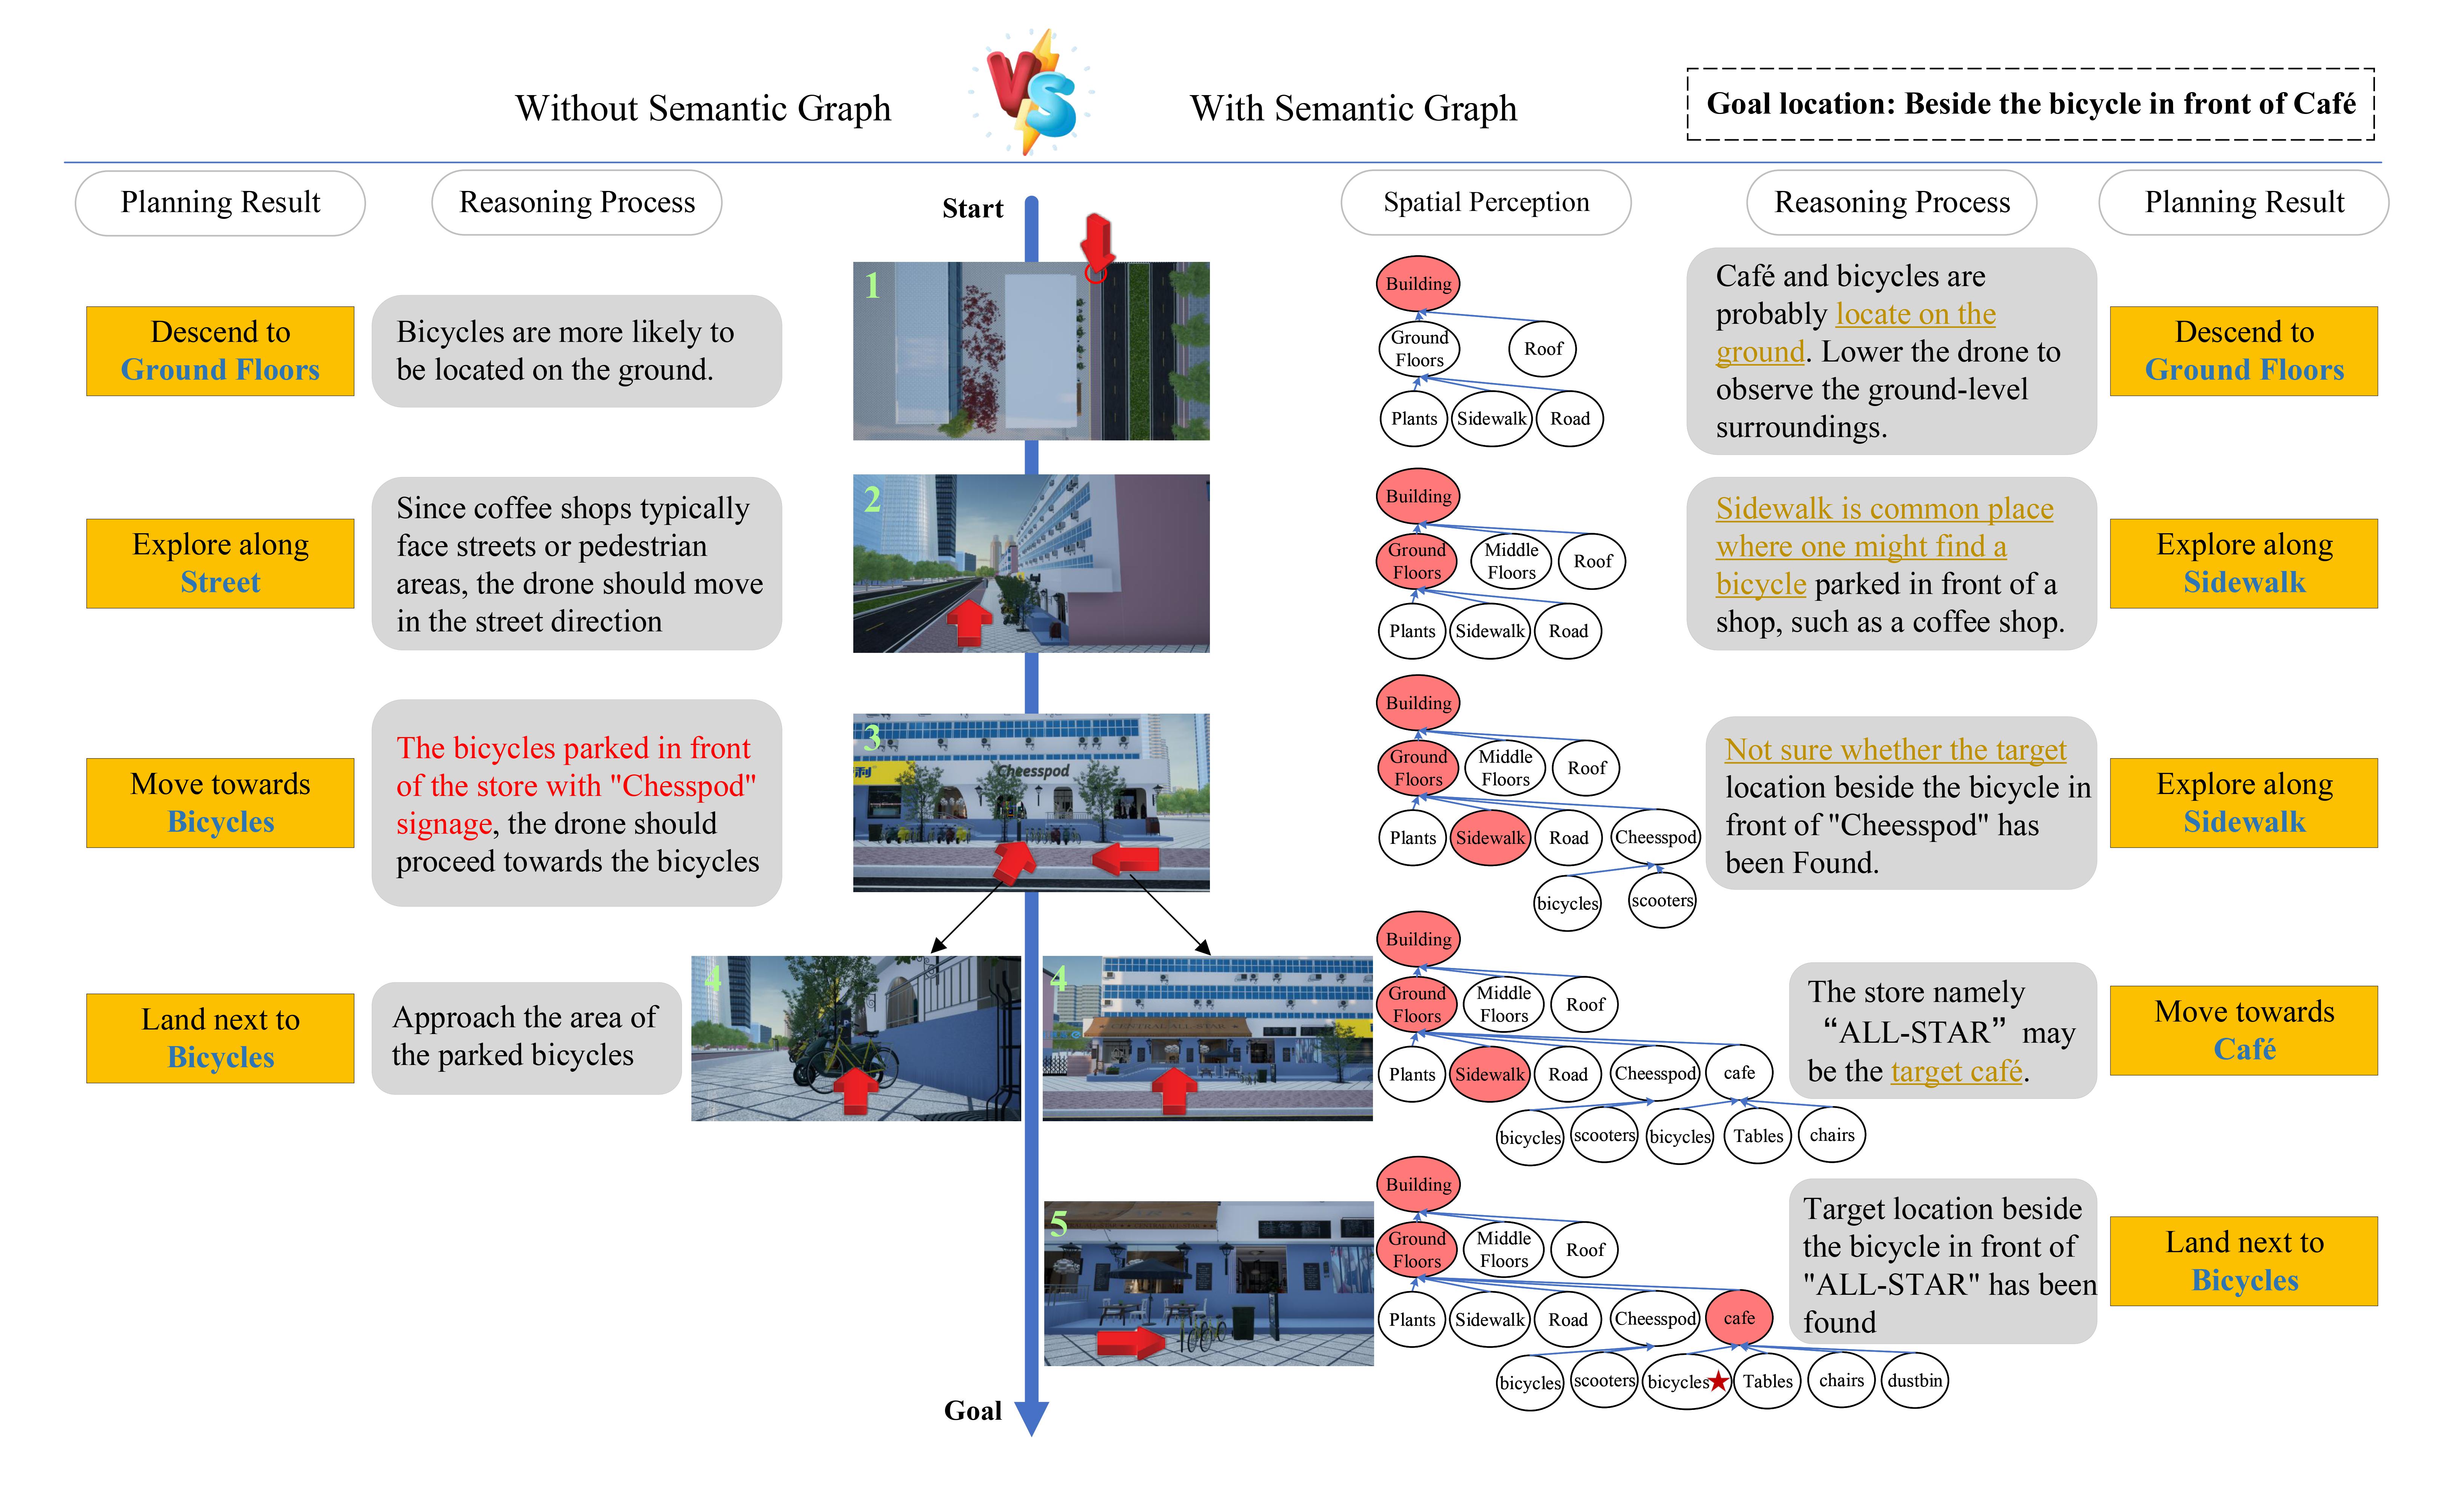 VS
Without Semantic Graph
With Semantic Graph
Goal location: Beside the bicycle in front of Café
Planning Result
Reasoning Process
Start
Spatial Perception
Reasoning Process
Planning Result
Descend to
Ground Floors
Bicycles are more likely to
be located on the ground.
1
Building
Ground
Floors
Roof
Plants
Sidewalk
Road
Café and bicycles are
probably locate on the
ground. Lower the drone to
observe the ground-level
surroundings.
Descend to
Ground Floors
Explore along
Street
Since coffee shops typically
face streets or pedestrian
areas, the drone should move
in the street direction
2
Building
Ground
Floors
Middle
Floors
Roof
Plants
Sidewalk
Road
Sidewalk is common place
where one might find a
bicycle parked in front of a
shop, such as a coffee shop.
Explore along
Sidewalk
Move towards
Bicycles
The bicycles parked in front
of the store with "Chesspod"
signage, the drone should
proceed towards the bicycles
3
Cheesspod
Building
Ground
Floors
Middle
Floors
Roof
Plants
Sidewalk
Road
Cheesspod
bicycles
scooters
Not sure whether the target
location beside the bicycle in
front of "Cheesspod" has
been Found.
Explore along
Sidewalk
Land next to
Bicycles
Approach the area of
the parked bicycles
4
4
CENTRAL ALL STAR
Building
Ground
Floors
Middle
Floors
Roof
Plants
Sidewalk
Road
Cheesspod
cafe
bicycles
scooters
bicycles
Tables
chairs
The store namely
“ALL-STAR” may
be the target café.
Move towards
Café
5
Building
Ground
Floors
Middle
Floors
Roof
Plants
Sidewalk
Road
Cheesspod
cafe
bicycles
scooters
bicycles
Tables
chairs
dustbin
Target location beside
the bicycle in front of
"ALL-STAR" has been
found
Land next to
Bicycles
Goal